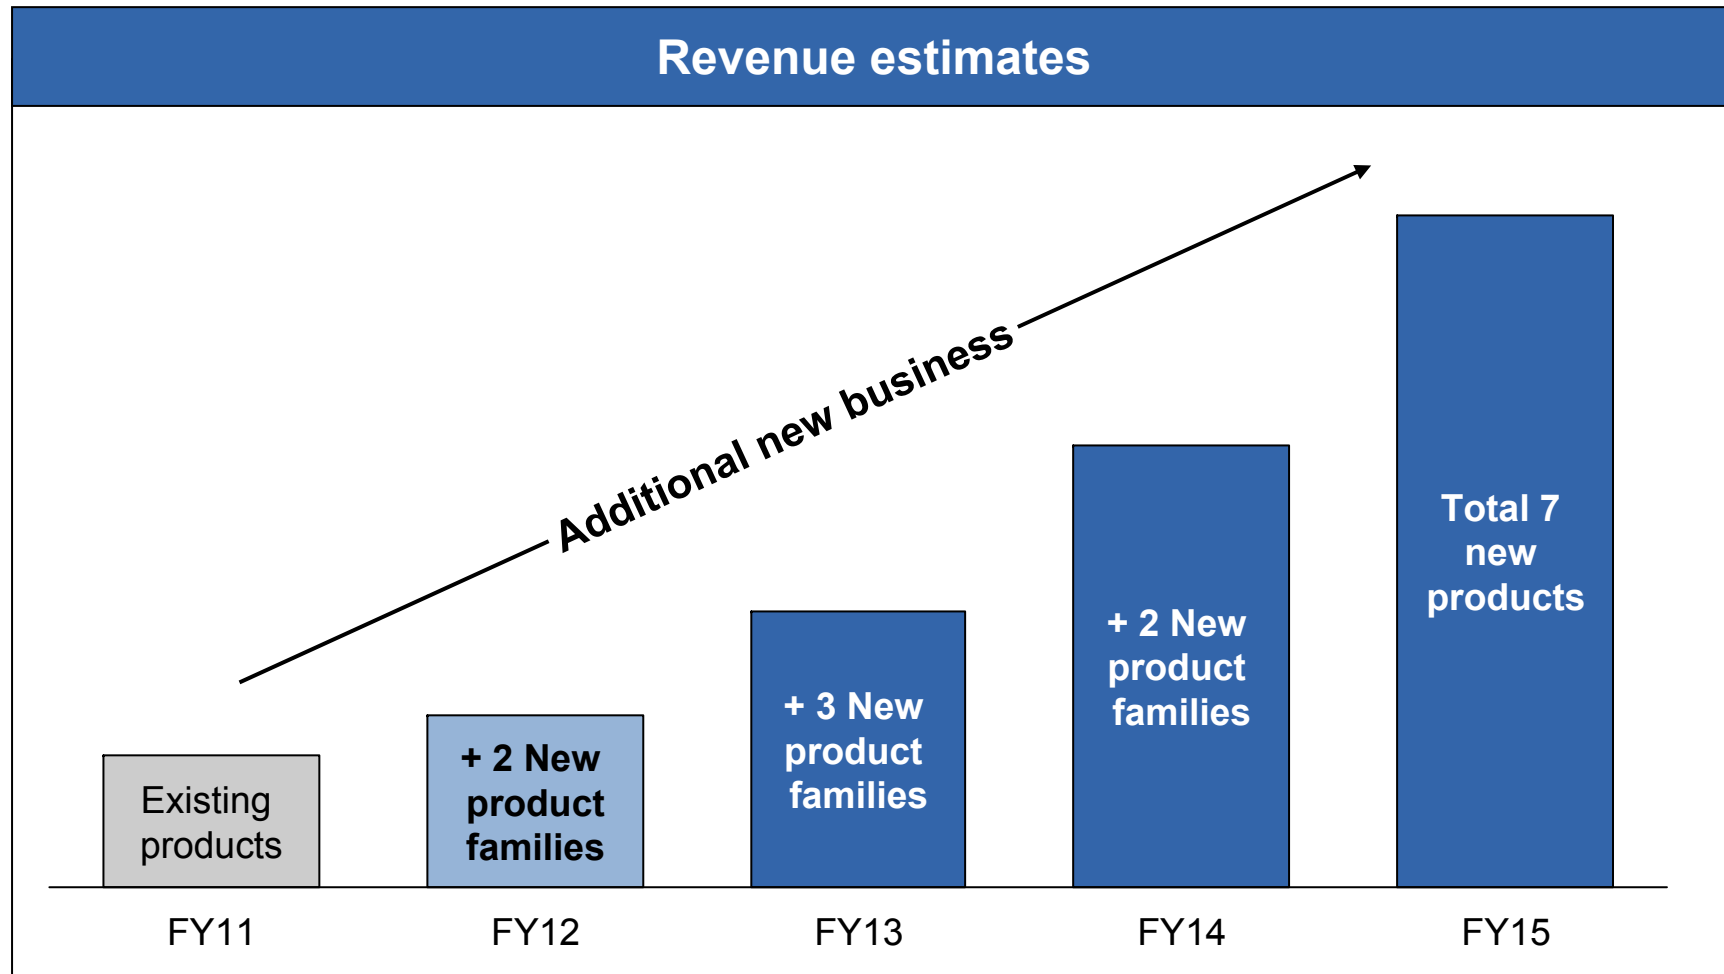 Revenue estimates
Additional new business
Existing
products
+ 2 New
product
families
+ 3 New
product
families
+ 2 New
product
families
Total 7
new
products
FY11
FY12
FY13
FY14
FY15